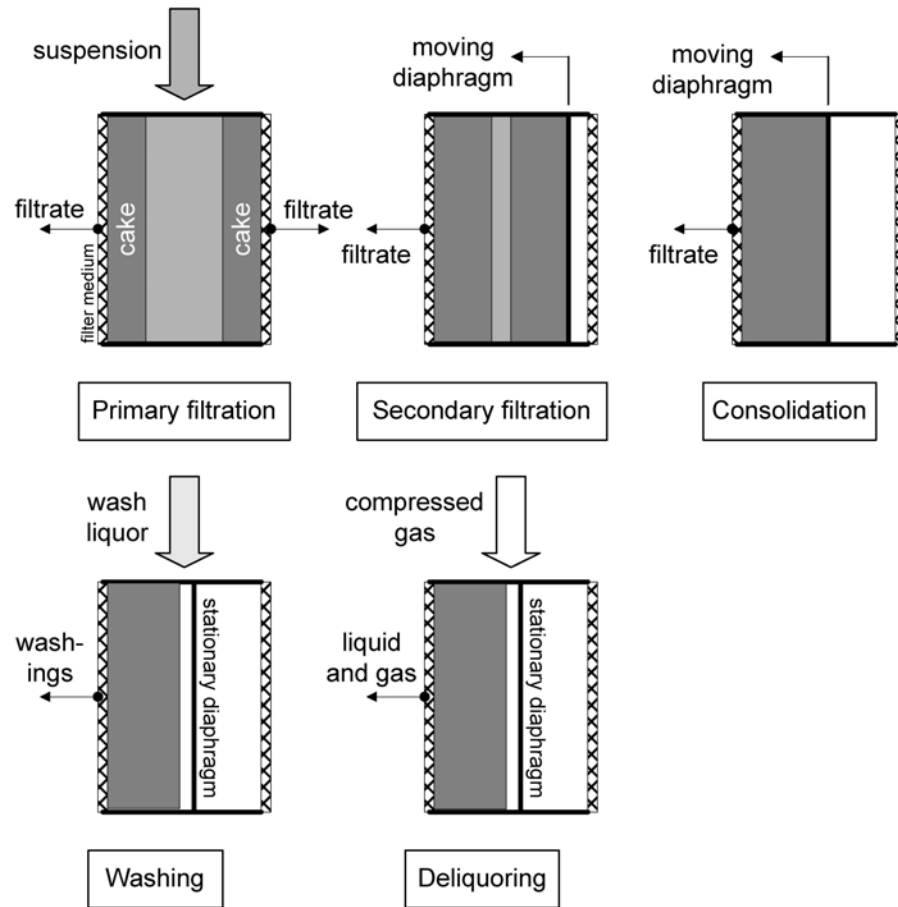 suspension
filtrate
filter medium
cake
cake
filtrate
Primary filtration
moving
diaphragm
filtrate
Secondary filtration
moving
diaphragm
filtrate
Consolidation
wash
liquor
wash-
ings
stationary diaphragm
Washing
compressed
gas
liquid
and gas
stationary diaphragm
Deliquoring